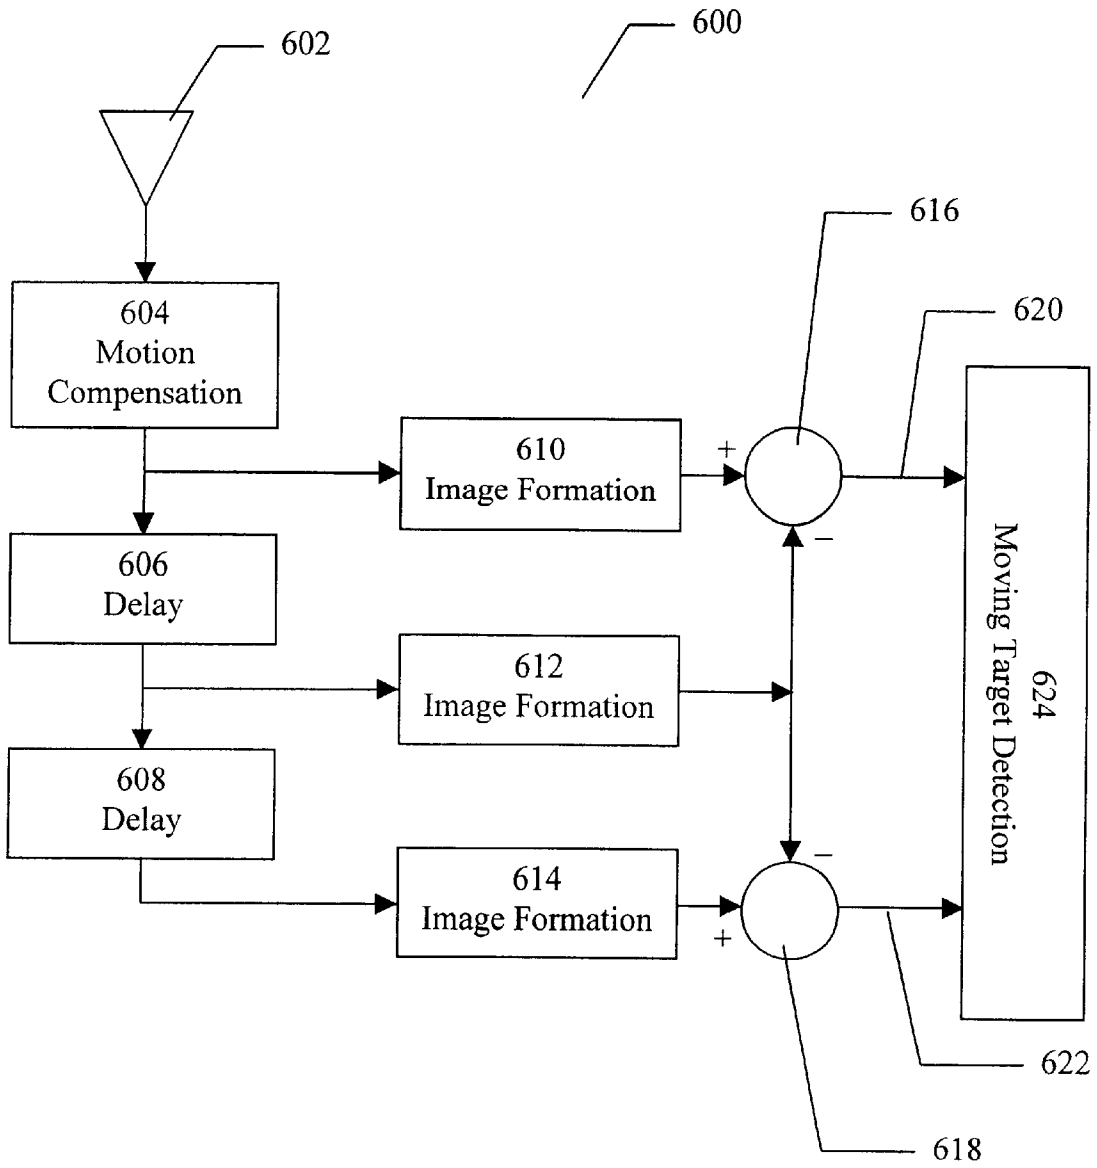 600
602
616
620
604
Motion
Compensation
+
610
Image Formation
−
606
Delay
612
Image Formation
624
Moving Target Detection
608
Delay
−
614
Image Formation
+
622
618